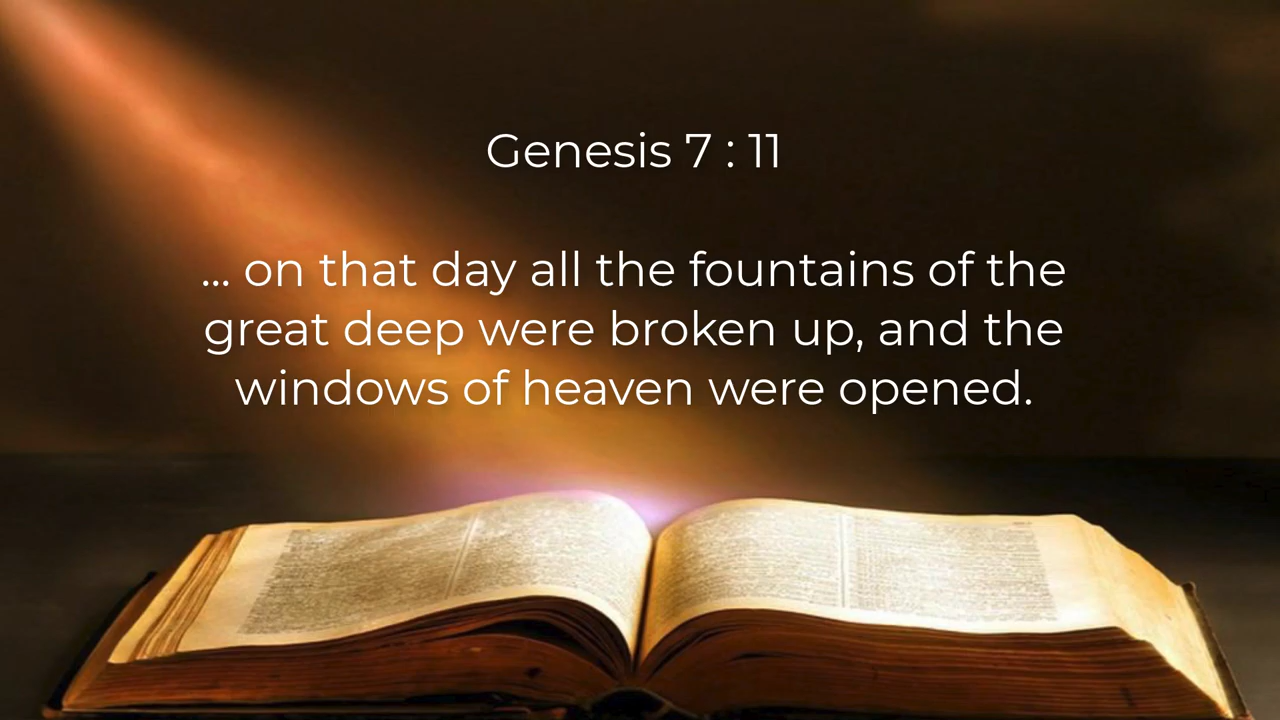 Genesis 7 : 11
... on that day all the fountains of the
great deep were broken up, and the
windows of heaven were opened.